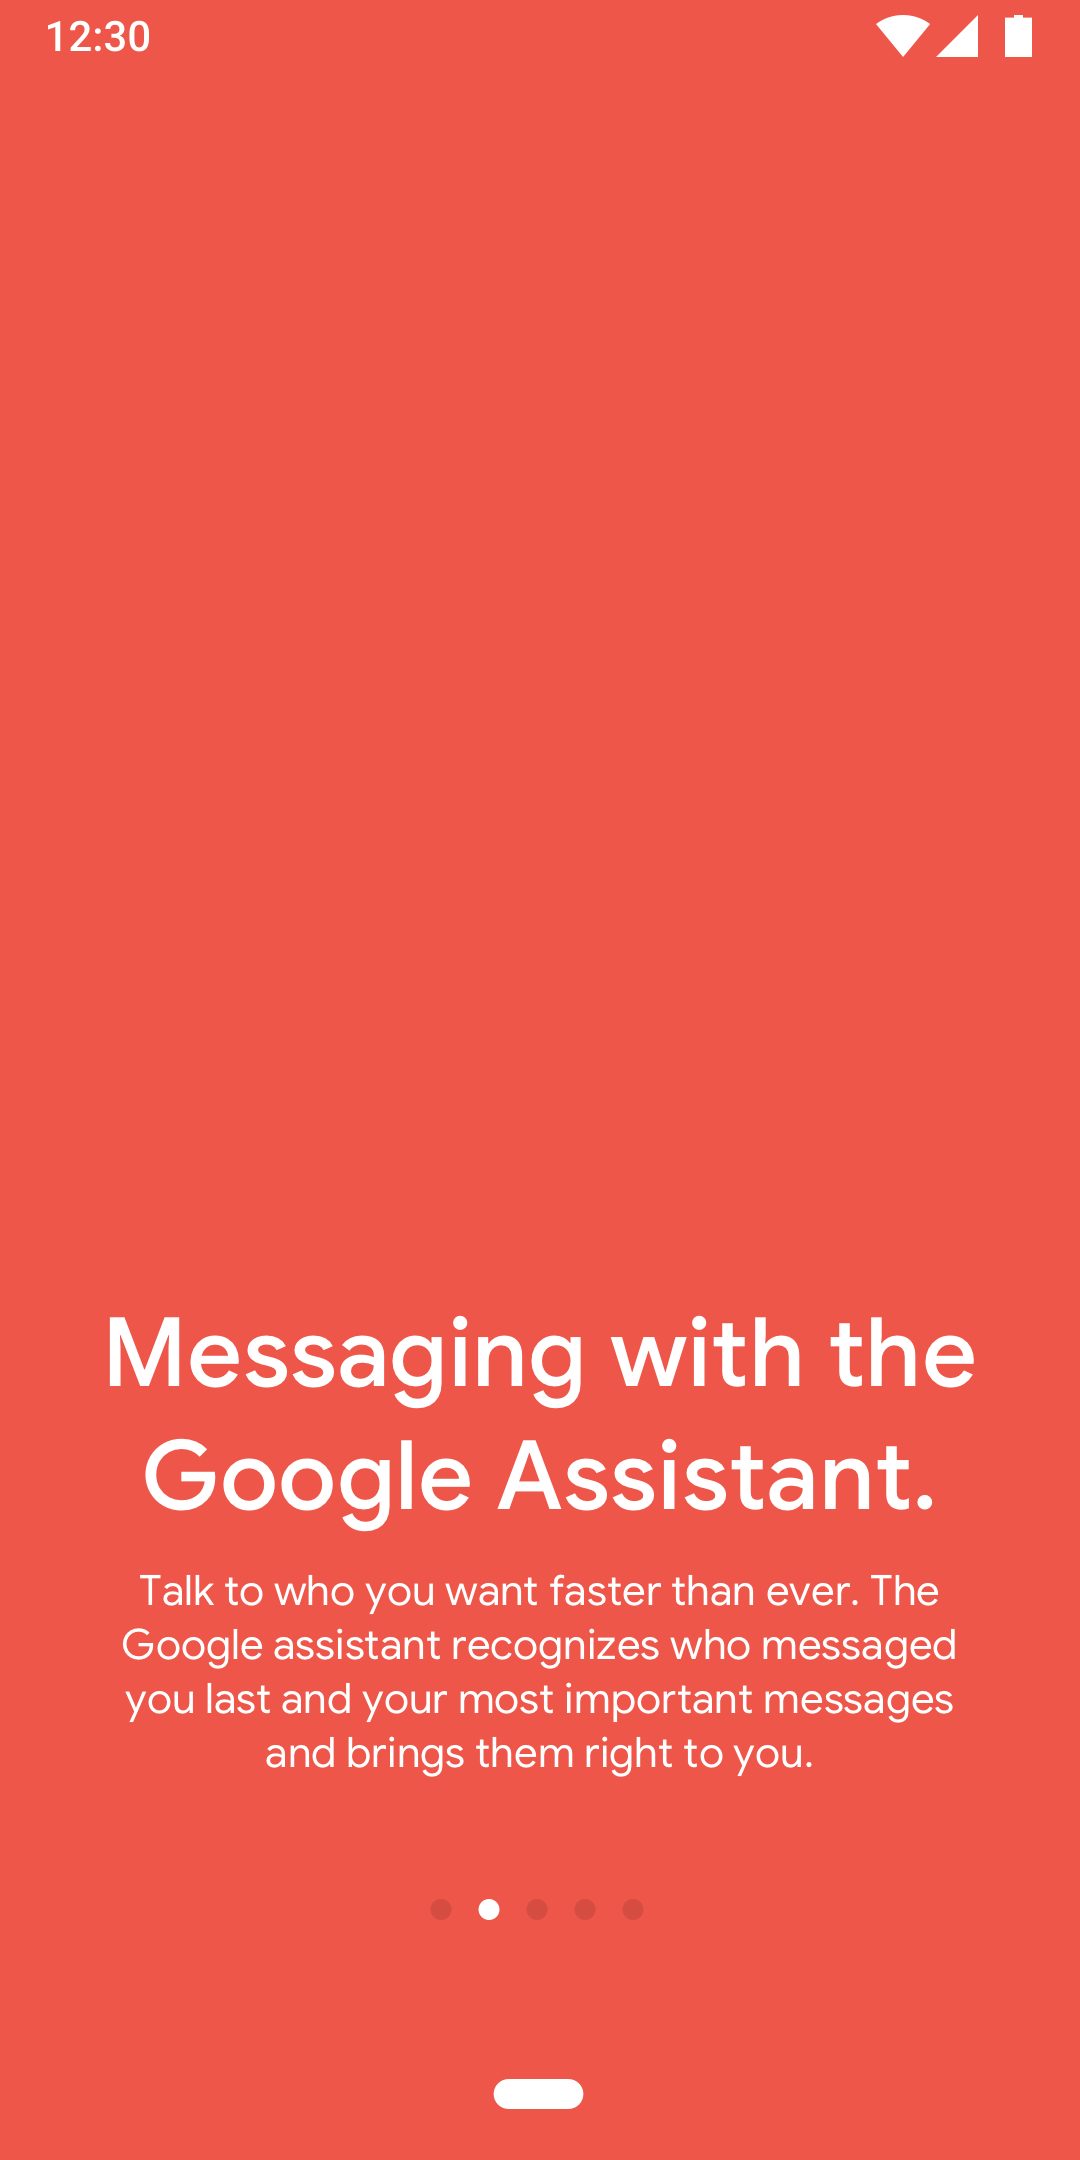 12:30
Messaging with the
Google Assistant.
Talk to who you want faster than ever. The
Google assistant recognizes who messaged
you last and your most important messages
and brings them right to you.